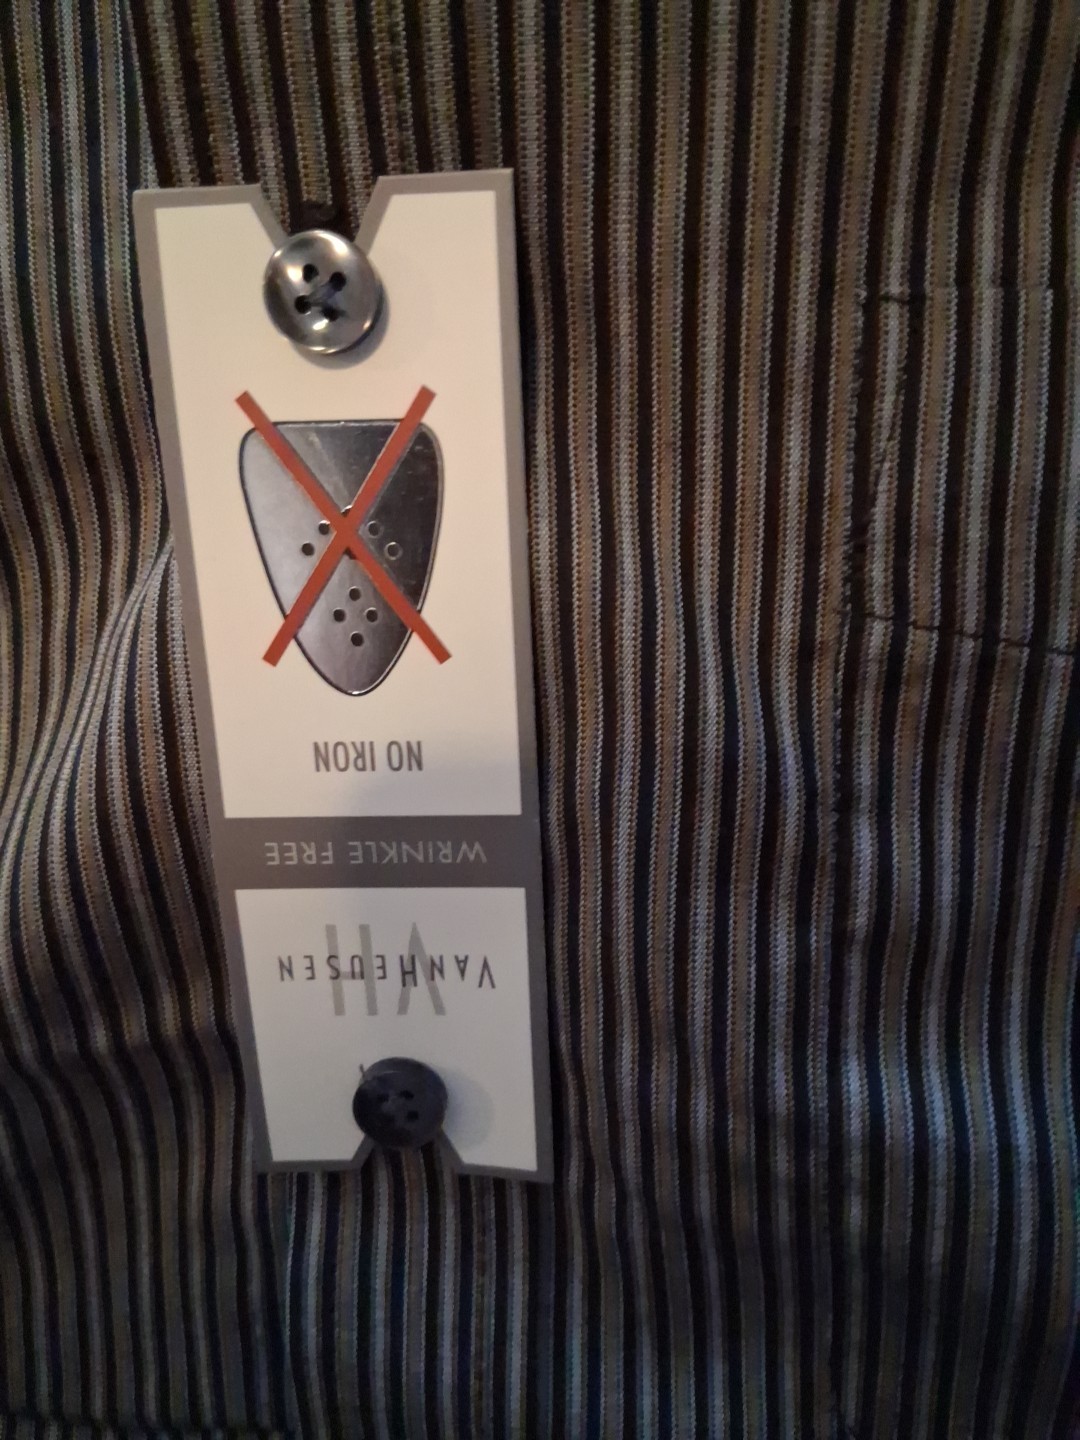 VH
VANHEUSEN
WRINKLE FREE
NO IRON